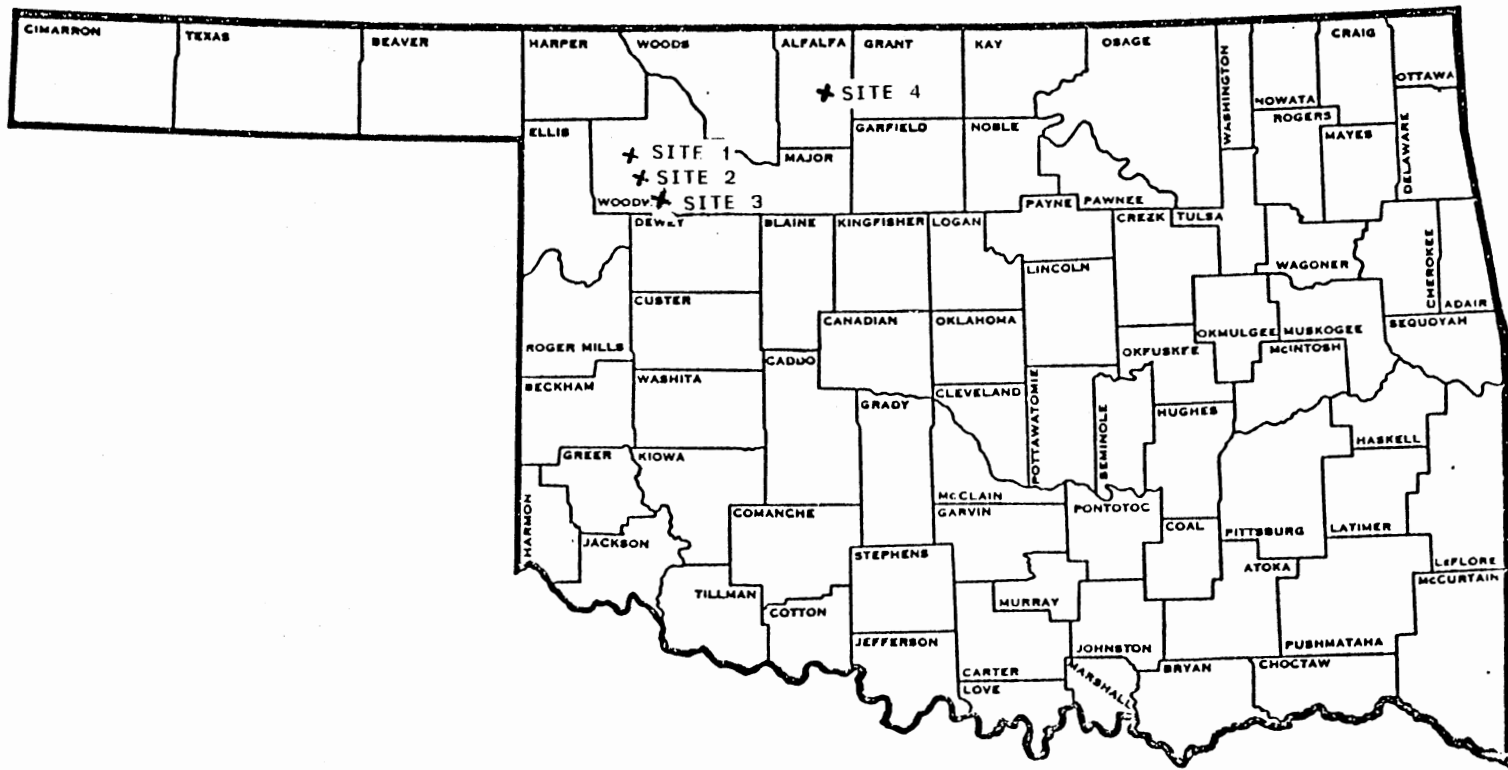 CIMARRON
TEXAS
BEAVER
HARPER
WOODS
ALFALFA
GRANT
KAY
OSAGE
WASHINGTON
NOWATA
CRAIG
OTTAWA
ROGERS
MAYES
DELAWARE
SITE 4
ELLIS
GARFIELD
NOBLE
SITE 1
MAJOR
SITE 2
WOODW
SITE 3
PAYNE
PAWNEE
DEWEY
BLAINE
KINGFISHER
LOGAN
CREEK
TULSA
LINCOLN
WAGONER
CHEROKEE
ADAIR
CUSTER
CANADIAN
OKLAHOMA
OKMULGEE
MUSKOGEE
SEQUOYAH
ROGER MILLS
CADDO
OKFUSKEE
McINTOSH
BECKHAM
WASHITA
GRADY
CLEVELAND
POTTAWATOMIE
SEMINOLE
HUGHES
HASKELL
GREER
KIOWA
HARMON
McCLAIN
COMANCHE
GARVIN
PONTOTOC
COAL
PITTSBURG
LATIMER
JACKSON
STEPHENS
ATOKA
LeFLORE
McCURTAIN
TILLMAN
COTTON
MURRAY
JEFFERSON
JOHNSTON
PUSHMATAHA
CARTER
MARSHALL
BRYAN
CHOCTAW
LOVE